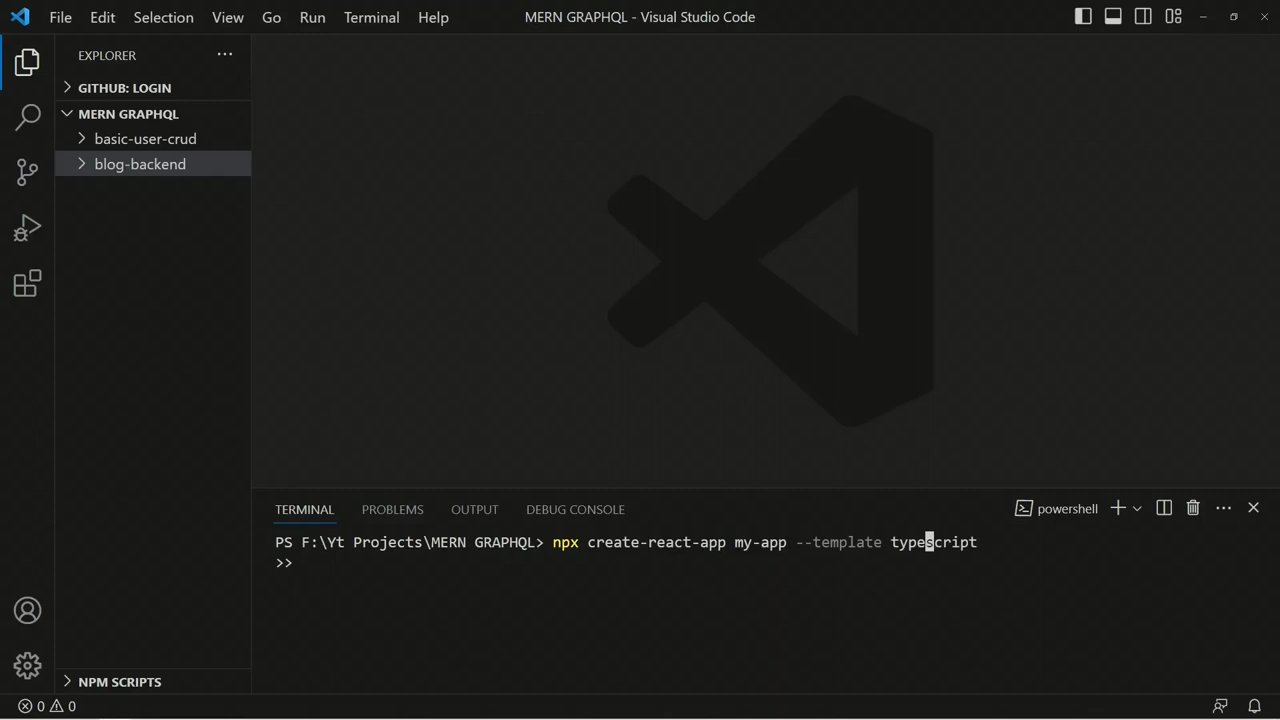 File Edit Selection View Go Run Terminal Help MERN GRAPHQL - Visual Studio Code
EXPLORER
GITHUB: LOGIN
MERN GRAPHQL
basic-user-crud
blog-backend
TERMINAL PROBLEMS OUTPUT DEBUG CONSOLE powershell
PS F:\Yt Projects\MERN GRAPHQL> npx create-react-app my-app --template typescript
>>
NPM SCRIPTS
0 0